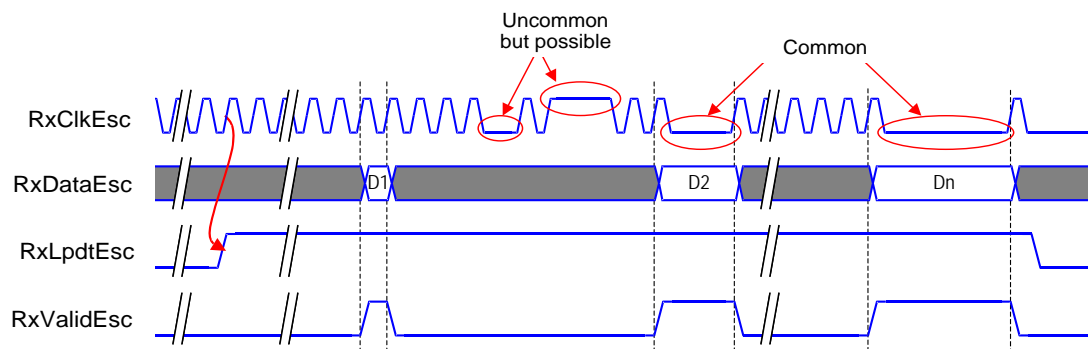 Uncommon
but possible
Common
RxClkEsc
RxDataEsc
D1
D2
Dn
RxLpdtEsc
RxValidEsc